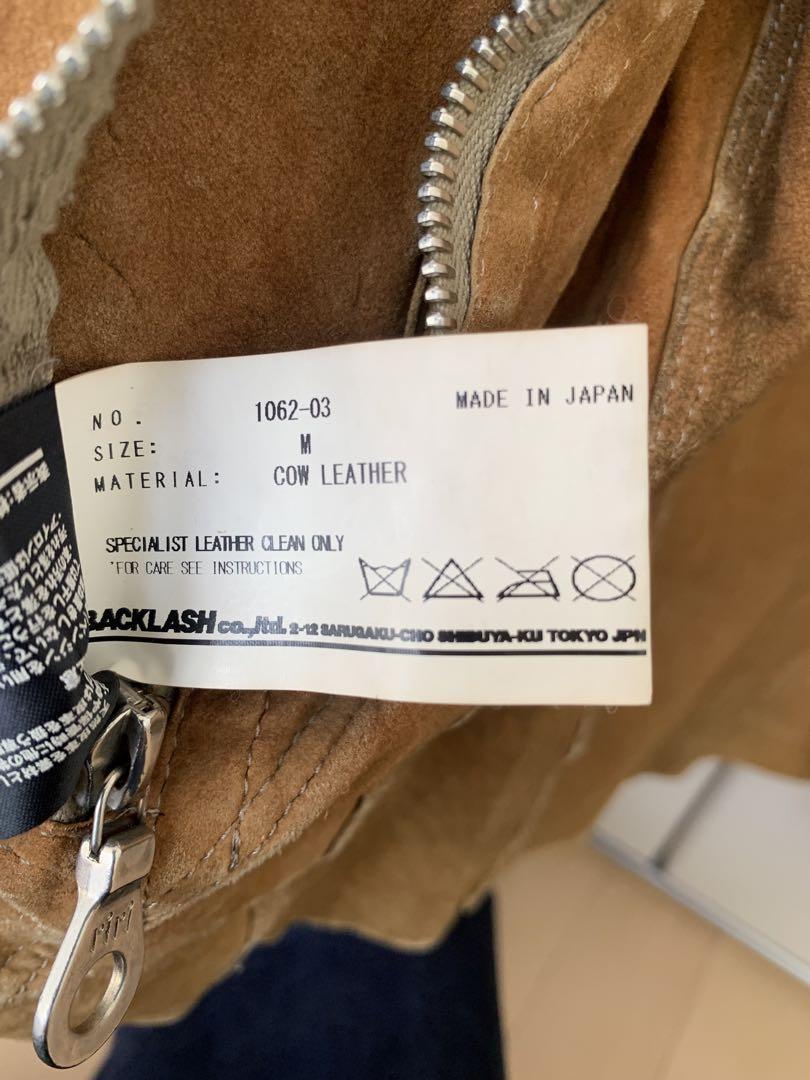 NO. 1062-03 MADE IN JAPAN
SIZE: M
MATERIAL: COW LEATHER
SPECIALIST LEATHER CLEAN ONLY
*FOR CARE SEE INSTRUCTIONS
BACKLASH co.,ltd. 2-12 SARUGAKU-CHO SHIBUYA-KU TOKYO JPN
riri